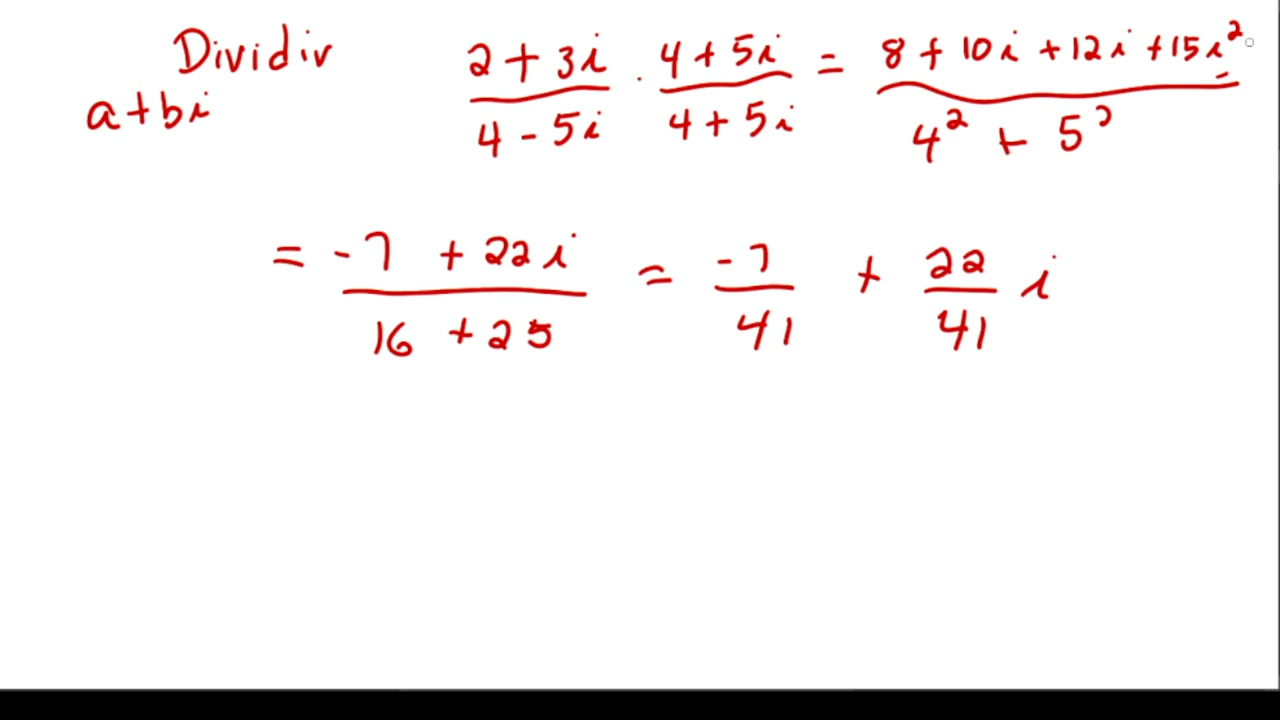 Dividir
a+bi
2 + 3i / 4 - 5i · 4 + 5i / 4 + 5i = 8 + 10i + 12i + 15i² / 4² + 5²
= -7 + 22i / 16 + 25 = -7 / 41 + 22 / 41 i